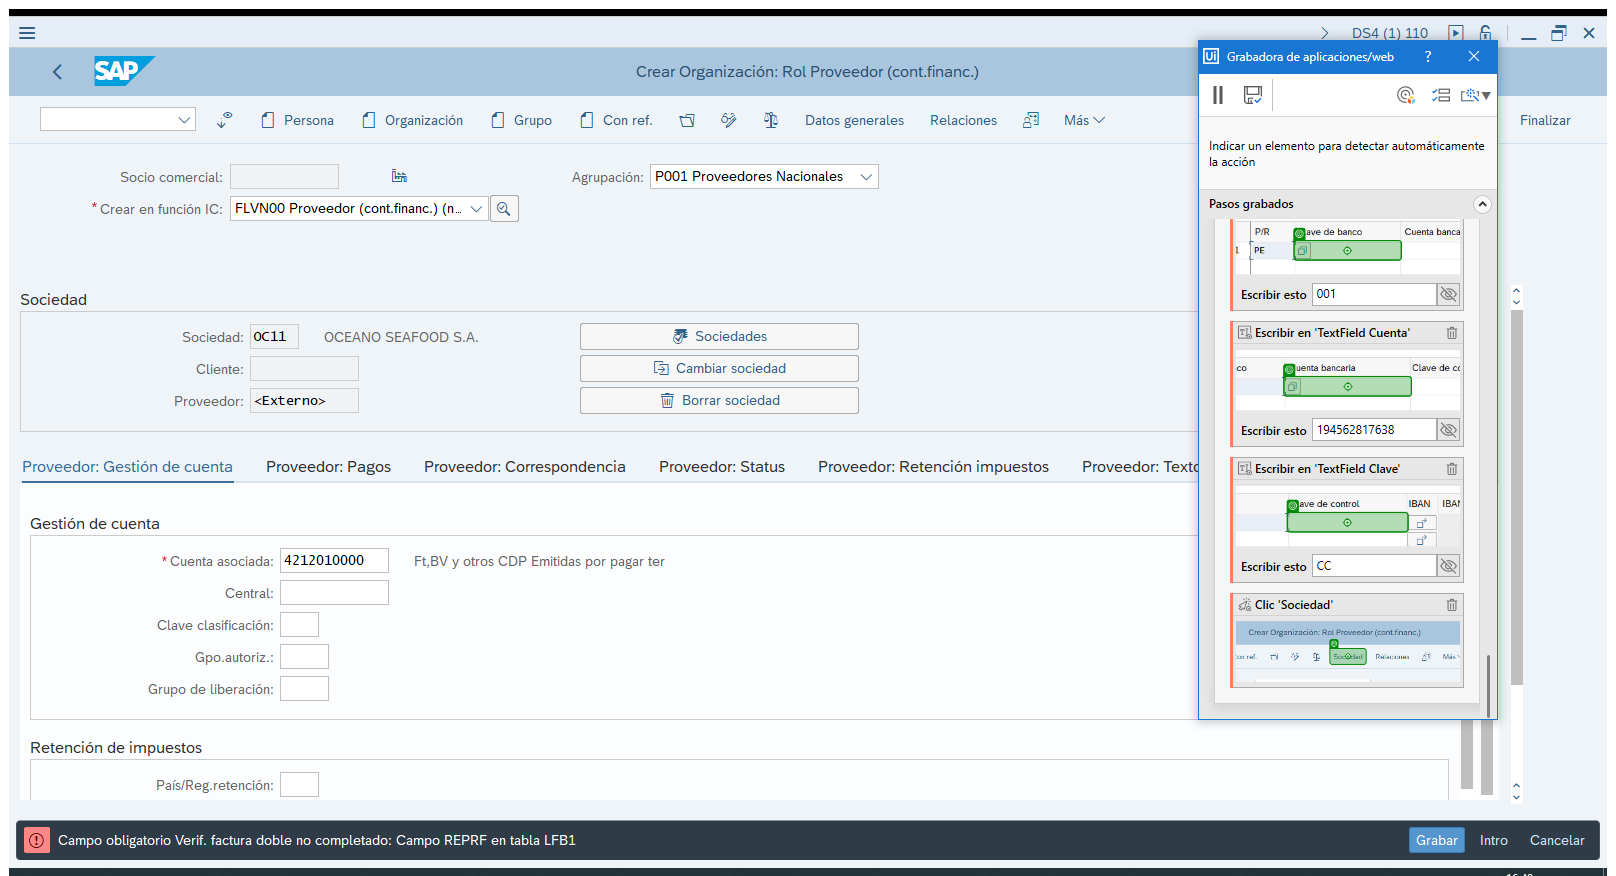 DS4 (1) 110
SAP
Crear Organización: Rol Proveedor (cont.financ.)
Persona
Organización
Grupo
Con ref.
Datos generales
Relaciones
Más
Finalizar
Socio comercial:
Agrupación:
P001 Proveedores Nacionales
* Crear en función IC:
FLVN00 Proveedor (cont.financ.) (n...
Sociedad
Sociedad:
OC11
OCEANO SEAFOOD S.A.
Sociedades
Cliente:
Cambiar sociedad
Proveedor:
<Externo>
Borrar sociedad
Proveedor: Gestión de cuenta
Proveedor: Pagos
Proveedor: Correspondencia
Proveedor: Status
Proveedor: Retención impuestos
Proveedor: Texto
Gestión de cuenta
* Cuenta asociada:
4212010000
Ft,BV y otros CDP Emitidas por pagar ter
Central:
Clave clasificación:
Gpo.autoriz.:
Grupo de liberación:
Retención de impuestos
País/Reg.retención:
Campo obligatorio Verif. factura doble no completado: Campo REPRF en tabla LFB1
Grabar
Intro
Cancelar
Ui
Grabadora de aplicaciones/web
?
Indicar un elemento para detectar automáticamente
la acción
Pasos grabados
P/R
ave de banco
Cuenta banca
1
PE
Escribir esto
001
Escribir en 'TextField Cuenta'
co
uenta bancaria
Clave de co
Escribir esto
194562817638
Escribir en 'TextField Clave'
ave de control
IBAN
IBAN
Escribir esto
CC
Clic 'Sociedad'
Crear Organización: Rol Proveedor (cont.financ.)
Con ref.
Sociedad
Relaciones
Más